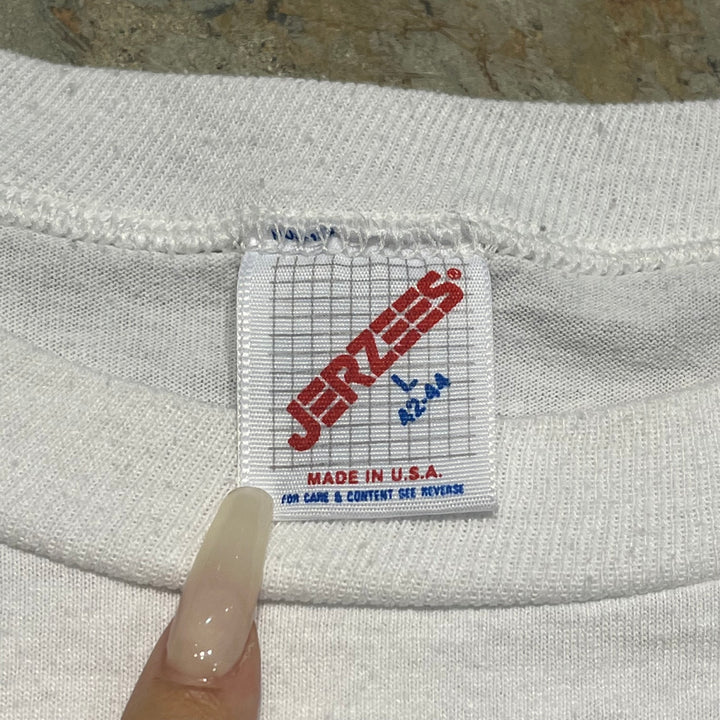 JERZEES®
L
42-44
MADE IN U.S.A.
FOR CARE & CONTENT SEE REVERSE